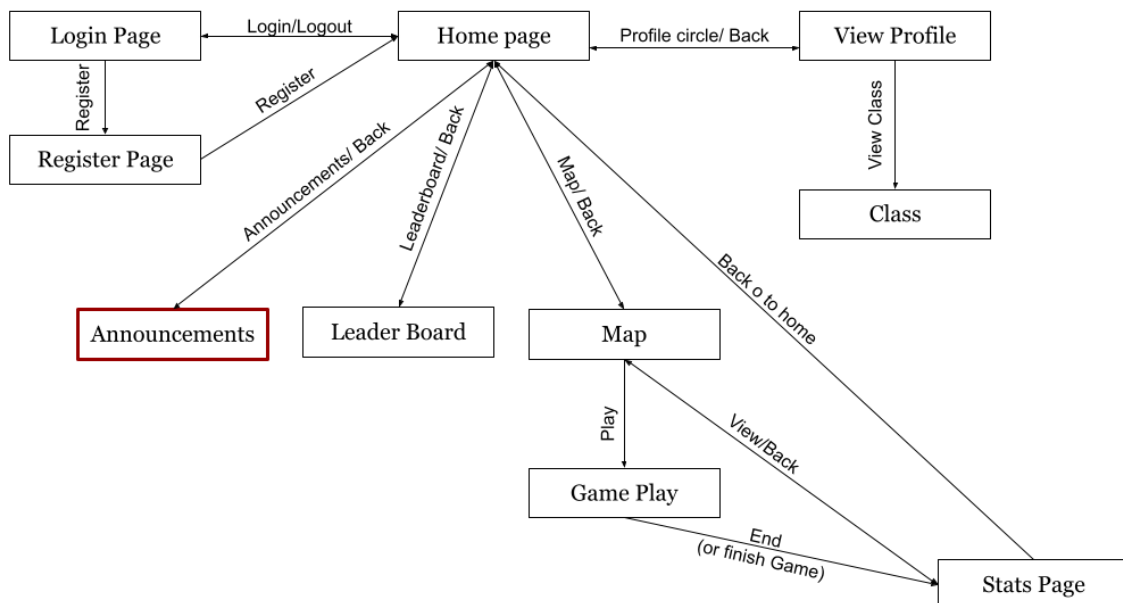 Login Page
Login/Logout
Home page
Profile circle/ Back
View Profile
Register
Register
View Class
Register Page
Announcements/ Back
Leaderboard/ Back
Map/ Back
Class
Back o to home
Announcements
Leader Board
Map
Play
View/Back
Game Play
End
(or finish Game)
Stats Page